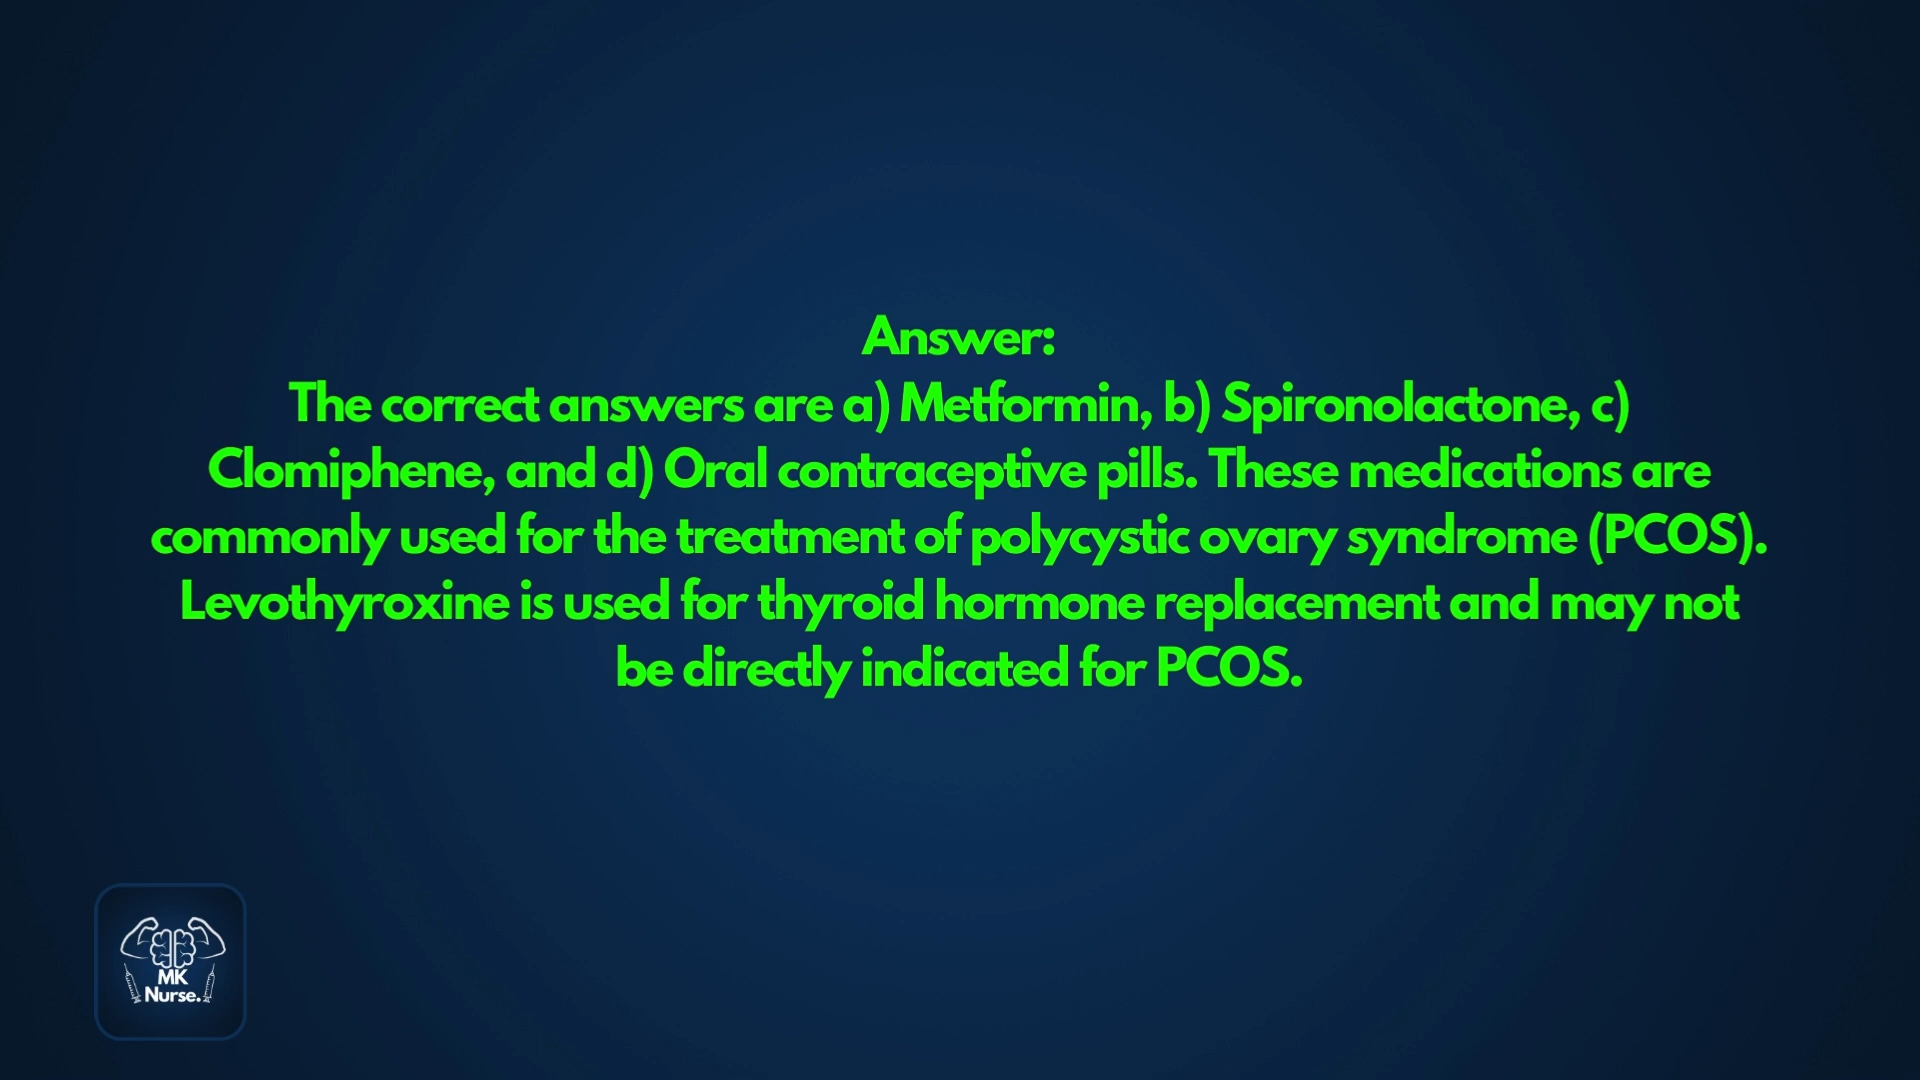 Answer:
The correct answers are a) Metformin, b) Spironolactone, c)
Clomiphene, and d) Oral contraceptive pills. These medications are
commonly used for the treatment of polycystic ovary syndrome (PCOS).
Levothyroxine is used for thyroid hormone replacement and may not
be directly indicated for PCOS.
MK
Nurse.